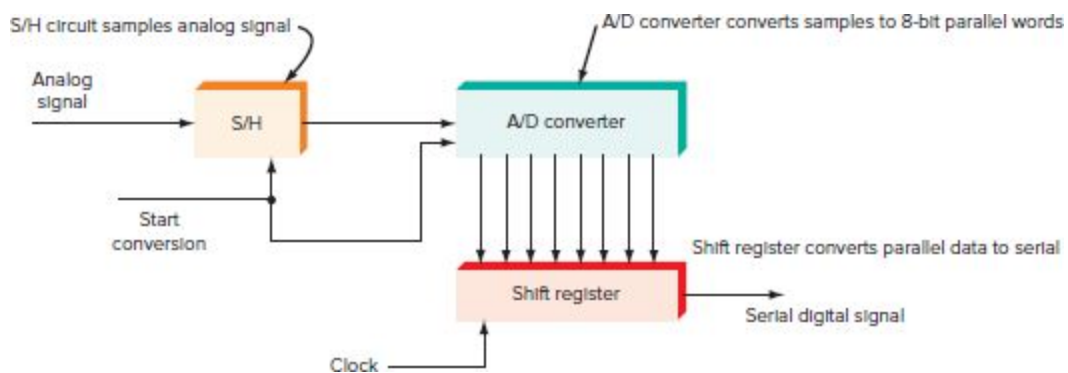 S/H circuit samples analog signal
A/D converter converts samples to 8-bit parallel words
Analog
signal
S/H
A/D converter
Start
conversion
Shift register converts parallel data to serial
Shift register
Serial digital signal
Clock